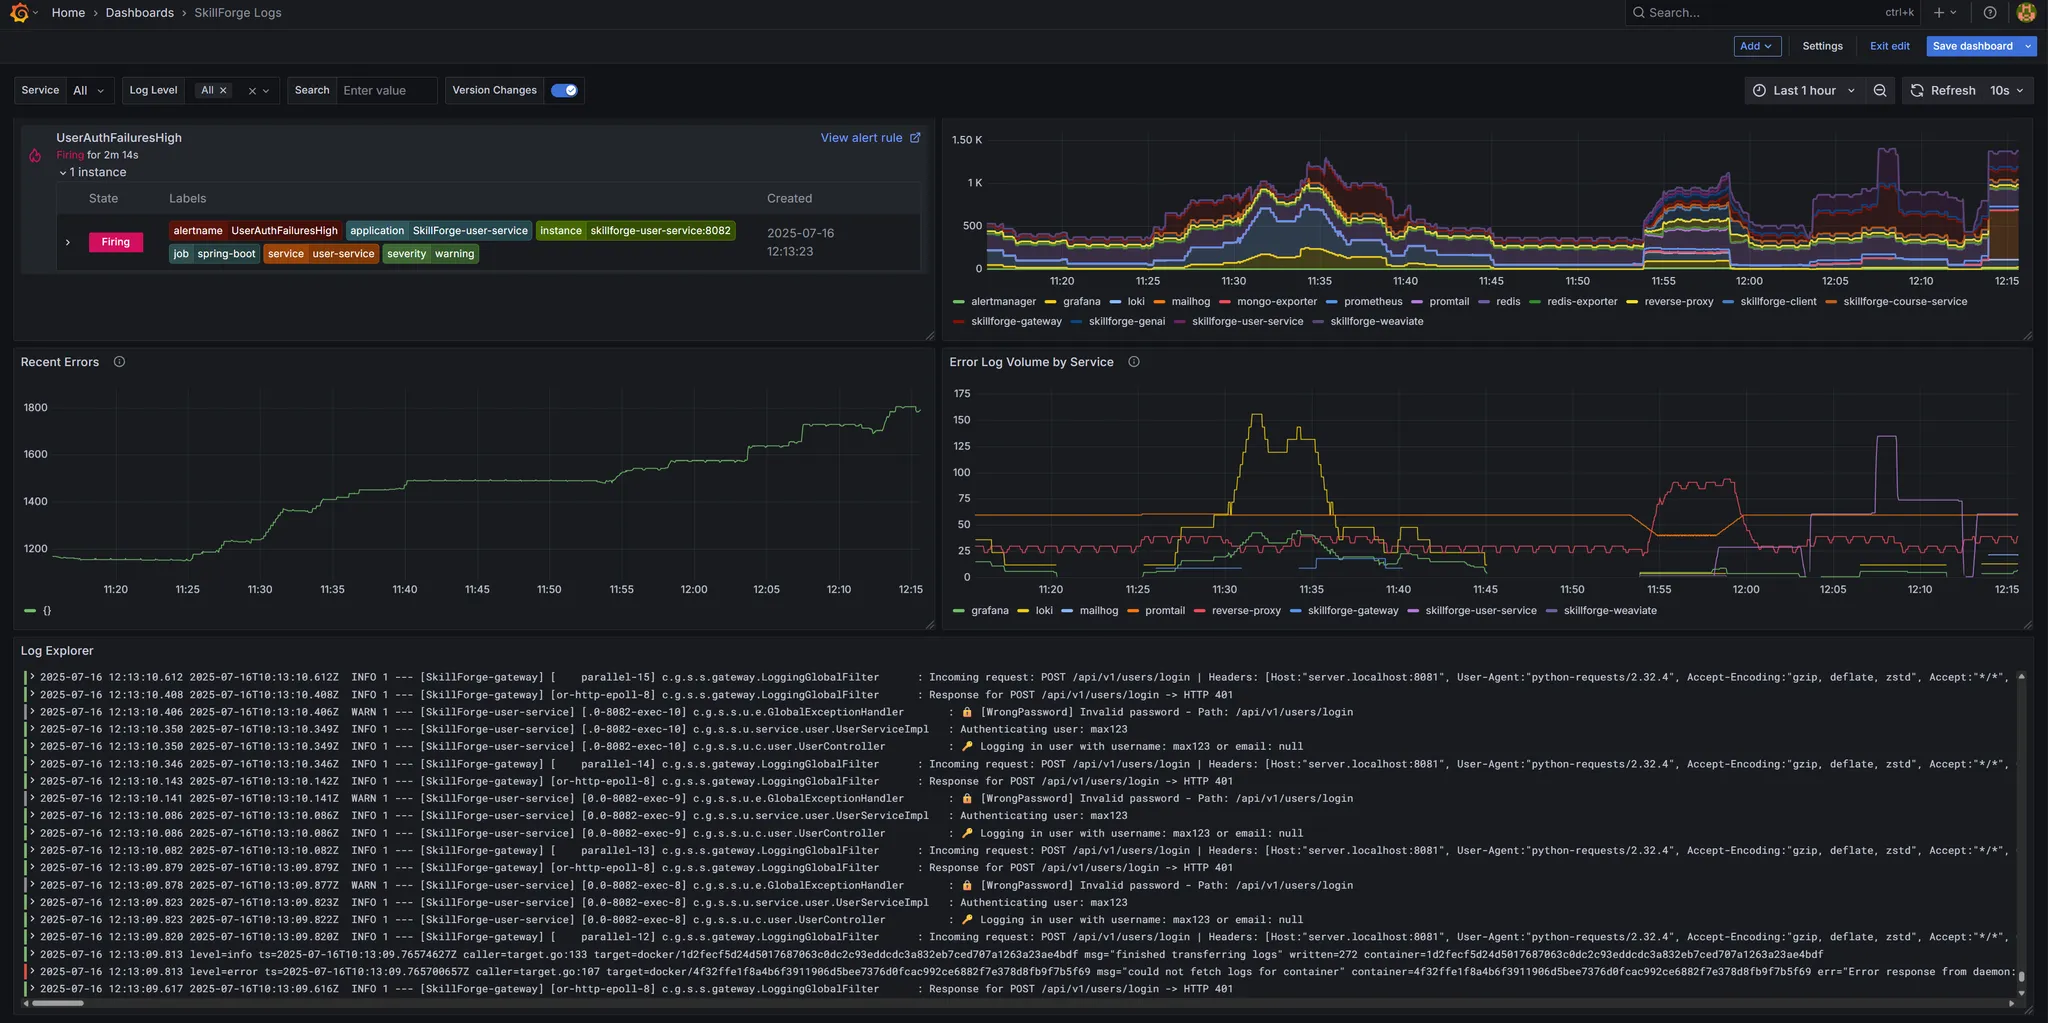 Home › Dashboards › SkillForge Logs
Search... ctrl+k
Add Settings Exit edit Save dashboard
Service All Log Level All Search Enter value Version Changes
Last 1 hour Refresh 10s
UserAuthFailuresHigh View alert rule
Firing for 2m 14s
1 instance
State Labels Created
Firing
alertname UserAuthFailuresHigh application SkillForge-user-service instance skillforge-user-service:8082
job spring-boot service user-service severity warning
2025-07-16
12:13:23
1.50 K
1 K
500
0
11:20 11:25 11:30 11:35 11:40 11:45 11:50 11:55 12:00 12:05 12:10 12:15
alertmanager grafana loki mailhog mongo-exporter prometheus promtail redis redis-exporter reverse-proxy skillforge-client skillforge-course-service
skillforge-gateway skillforge-genai skillforge-user-service skillforge-weaviate
Recent Errors
1800
1600
1400
1200
11:20 11:25 11:30 11:35 11:40 11:45 11:50 11:55 12:00 12:05 12:10 12:15
{}
Error Log Volume by Service
175
150
125
100
75
50
25
0
11:20 11:25 11:30 11:35 11:40 11:45 11:50 11:55 12:00 12:05 12:10 12:15
grafana loki mailhog promtail reverse-proxy skillforge-gateway skillforge-user-service skillforge-weaviate
Log Explorer
2025-07-16 12:13:10.612 2025-07-16T10:13:10.612Z INFO 1 --- [SkillForge-gateway] [ parallel-15] c.g.s.s.gateway.LoggingGlobalFilter : Incoming request: POST /api/v1/users/login | Headers: [Host:"server.localhost:8081", User-Agent:"python-requests/2.32.4", Accept-Encoding:"gzip, deflate, zstd", Accept:"*/*",
2025-07-16 12:13:10.408 2025-07-16T10:13:10.408Z INFO 1 --- [SkillForge-gateway] [or-http-epoll-8] c.g.s.s.gateway.LoggingGlobalFilter : Response for POST /api/v1/users/login -> HTTP 401
2025-07-16 12:13:10.406 2025-07-16T10:13:10.406Z WARN 1 --- [SkillForge-user-service] [.0-8082-exec-10] c.g.s.s.u.e.GlobalExceptionHandler : 🔒 [WrongPassword] Invalid password - Path: /api/v1/users/login
2025-07-16 12:13:10.350 2025-07-16T10:13:10.349Z INFO 1 --- [SkillForge-user-service] [.0-8082-exec-10] c.g.s.s.u.service.user.UserServiceImpl : Authenticating user: max123
2025-07-16 12:13:10.350 2025-07-16T10:13:10.349Z INFO 1 --- [SkillForge-user-service] [.0-8082-exec-10] c.g.s.s.u.c.user.UserController : 🔑 Logging in user with username: max123 or email: null
2025-07-16 12:13:10.346 2025-07-16T10:13:10.346Z INFO 1 --- [SkillForge-gateway] [ parallel-14] c.g.s.s.gateway.LoggingGlobalFilter : Incoming request: POST /api/v1/users/login | Headers: [Host:"server.localhost:8081", User-Agent:"python-requests/2.32.4", Accept-Encoding:"gzip, deflate, zstd", Accept:"*/*",
2025-07-16 12:13:10.143 2025-07-16T10:13:10.142Z INFO 1 --- [SkillForge-gateway] [or-http-epoll-8] c.g.s.s.gateway.LoggingGlobalFilter : Response for POST /api/v1/users/login -> HTTP 401
2025-07-16 12:13:10.141 2025-07-16T10:13:10.141Z WARN 1 --- [SkillForge-user-service] [0.0-8082-exec-9] c.g.s.s.u.e.GlobalExceptionHandler : 🔒 [WrongPassword] Invalid password - Path: /api/v1/users/login
2025-07-16 12:13:10.086 2025-07-16T10:13:10.086Z INFO 1 --- [SkillForge-user-service] [0.0-8082-exec-9] c.g.s.s.u.service.user.UserServiceImpl : Authenticating user: max123
2025-07-16 12:13:10.086 2025-07-16T10:13:10.086Z INFO 1 --- [SkillForge-user-service] [0.0-8082-exec-9] c.g.s.s.u.c.user.UserController : 🔑 Logging in user with username: max123 or email: null
2025-07-16 12:13:10.082 2025-07-16T10:13:10.082Z INFO 1 --- [SkillForge-gateway] [ parallel-13] c.g.s.s.gateway.LoggingGlobalFilter : Incoming request: POST /api/v1/users/login | Headers: [Host:"server.localhost:8081", User-Agent:"python-requests/2.32.4", Accept-Encoding:"gzip, deflate, zstd", Accept:"*/*",
2025-07-16 12:13:09.879 2025-07-16T10:13:09.879Z INFO 1 --- [SkillForge-gateway] [or-http-epoll-8] c.g.s.s.gateway.LoggingGlobalFilter : Response for POST /api/v1/users/login -> HTTP 401
2025-07-16 12:13:09.878 2025-07-16T10:13:09.877Z WARN 1 --- [SkillForge-user-service] [0.0-8082-exec-8] c.g.s.s.u.e.GlobalExceptionHandler : 🔒 [WrongPassword] Invalid password - Path: /api/v1/users/login
2025-07-16 12:13:09.823 2025-07-16T10:13:09.823Z INFO 1 --- [SkillForge-user-service] [0.0-8082-exec-8] c.g.s.s.u.service.user.UserServiceImpl : Authenticating user: max123
2025-07-16 12:13:09.823 2025-07-16T10:13:09.822Z INFO 1 --- [SkillForge-user-service] [0.0-8082-exec-8] c.g.s.s.u.c.user.UserController : 🔑 Logging in user with username: max123 or email: null
2025-07-16 12:13:09.820 2025-07-16T10:13:09.820Z INFO 1 --- [SkillForge-gateway] [ parallel-12] c.g.s.s.gateway.LoggingGlobalFilter : Incoming request: POST /api/v1/users/login | Headers: [Host:"server.localhost:8081", User-Agent:"python-requests/2.32.4", Accept-Encoding:"gzip, deflate, zstd", Accept:"*/*",
2025-07-16 12:13:09.813 level=info ts=2025-07-16T10:13:09.76574627Z caller=target.go:133 target=docker/1d2fecf5d24d5017687063c0dc2c93eddcdc3a832eb7ced707a1263a23ae4bdf msg="finished transferring logs" written=272 container=1d2fecf5d24d5017687063c0dc2c93eddcdc3a832eb7ced707a1263a23ae4bdf
2025-07-16 12:13:09.813 level=error ts=2025-07-16T10:13:09.765700657Z caller=target.go:107 target=docker/4f32ffe1f8a4b6f3911906d5bee7376d0fcac992ce6882f7e378d8fb9f7b5f69 msg="could not fetch logs for container" container=4f32ffe1f8a4b6f3911906d5bee7376d0fcac992ce6882f7e378d8fb9f7b5f69 err="Error response from daemon:
2025-07-16 12:13:09.617 2025-07-16T10:13:09.616Z INFO 1 --- [SkillForge-gateway] [or-http-epoll-8] c.g.s.s.gateway.LoggingGlobalFilter : Response for POST /api/v1/users/login -> HTTP 401